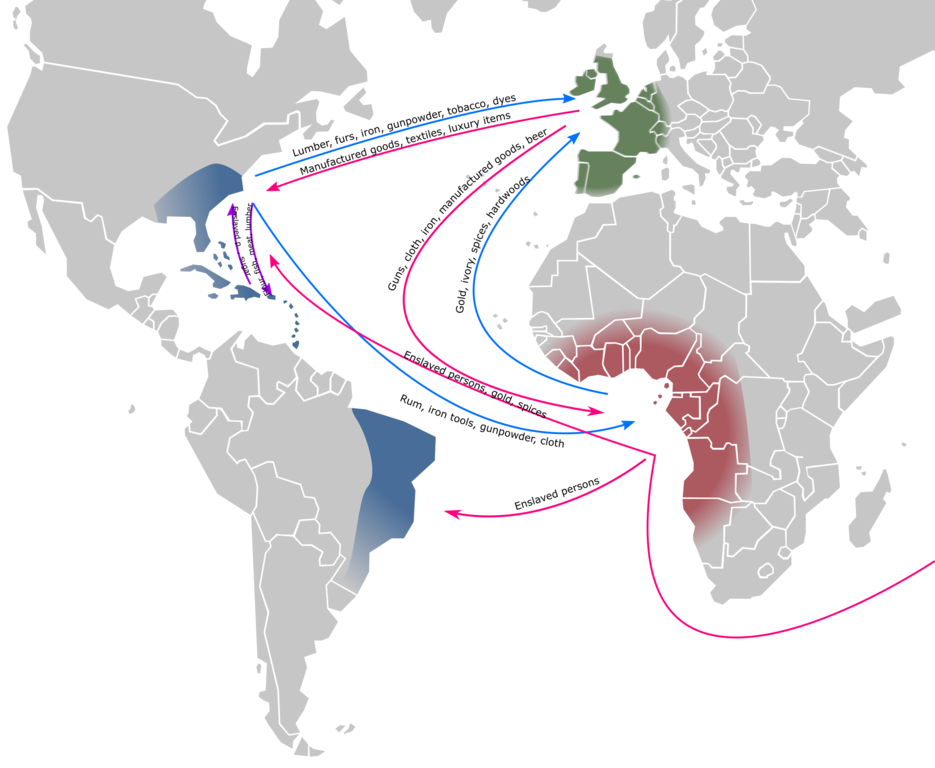 Lumber, furs, iron, gunpowder, tobacco, dyes
Manufactured goods, textiles, luxury items
Guns, cloth, iron, manufactured goods, beer
Gold, ivory, spices, hardwoods
fish, meat, lumber
Enslaved persons, gold, spices
Rum, iron tools, gunpowder, cloth
Enslaved persons